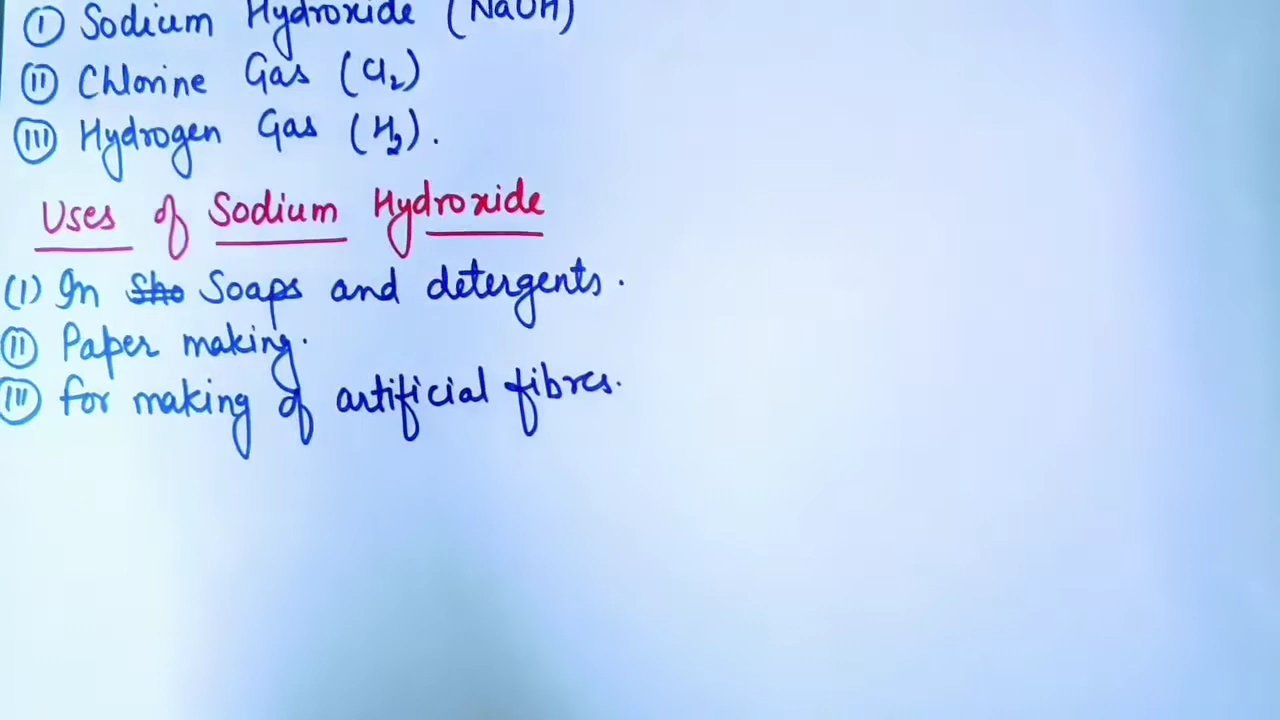 (I) Sodium Hydroxide (NaOH)
(II) Chlorine Gas (Cl₂)
(III) Hydrogen Gas (H₂).
Uses of Sodium Hydroxide
(I) In Soaps and detergents.
(II) Paper making.
(III) for making of artificial fibres.